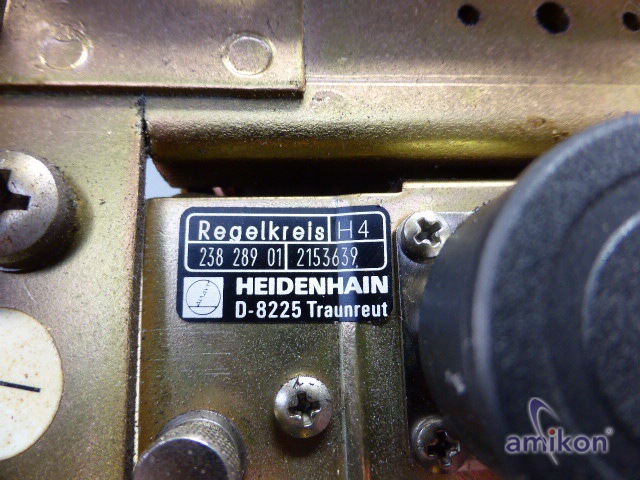 Regelkreis H4
238 289 01 2153639
HEIDENHAIN
D-8225 Traunreut
amikon